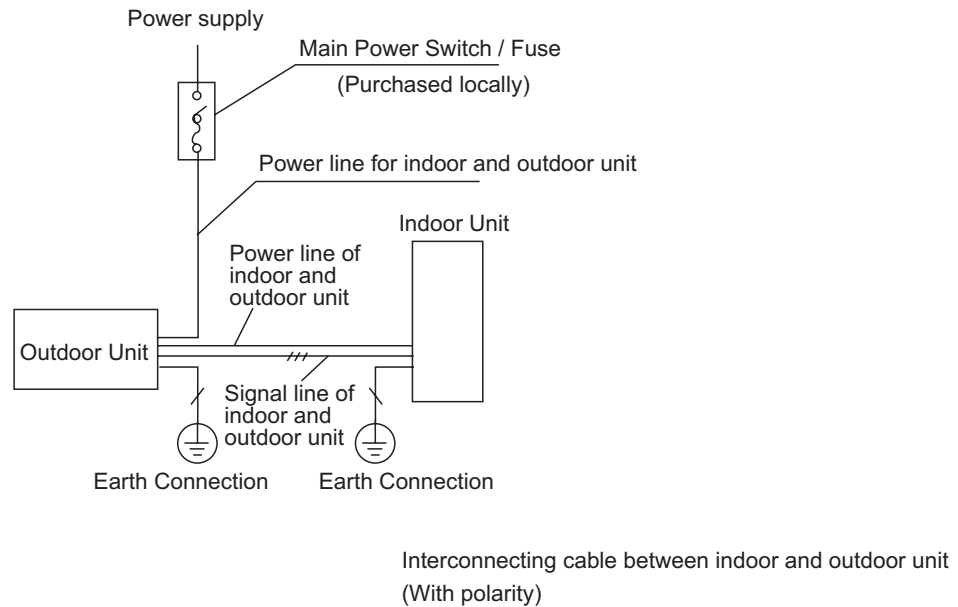 Power supply
Main Power Switch / Fuse
(Purchased locally)
Power line for indoor and outdoor unit
Indoor Unit
Power line of
indoor and
outdoor unit
Outdoor Unit
Signal line of
indoor and
outdoor unit
Earth Connection
Earth Connection
Interconnecting cable between indoor and outdoor unit
(With polarity)